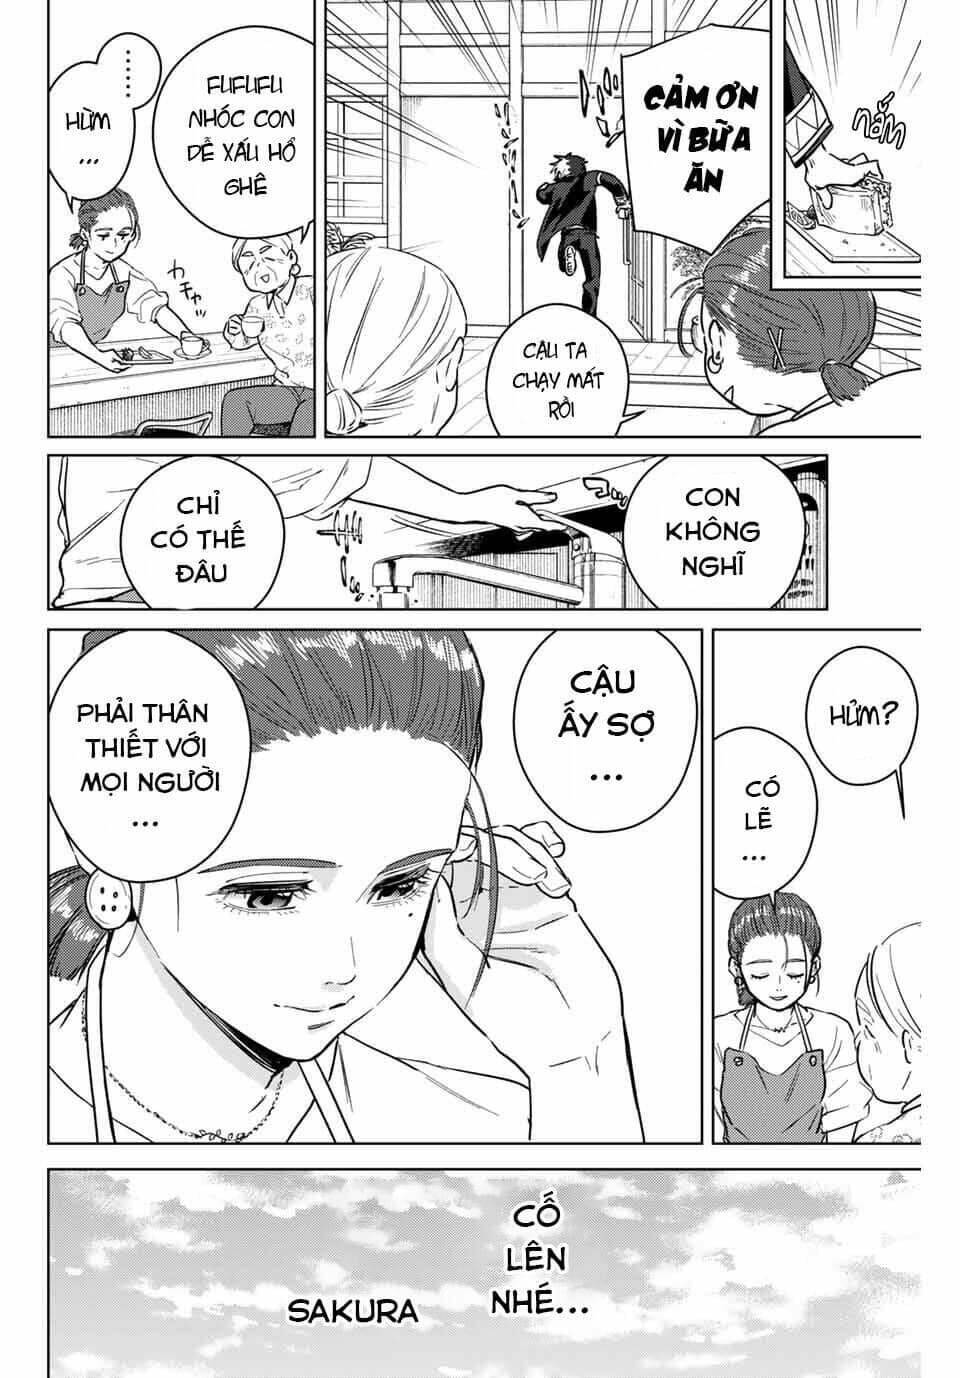 nắm
CẢM ƠN
VÌ BỮA
ĂN
CẬU TA
CHẠY MẤT
RỒI
FUFUFU
NHÓC CON
DỄ XẤU HỔ
GHÊ
......
HỪM
...
CON
KHÔNG
NGHĨ
CHỈ
CÓ THẾ
ĐÂU
HỬM?
CÓ
LẼ
...
CẬU
ẤY SỢ
...
PHẢI THÂN
THIẾT VỚI
MỌI NGƯỜI
...
CỐ
LÊN
NHÉ...
SAKURA